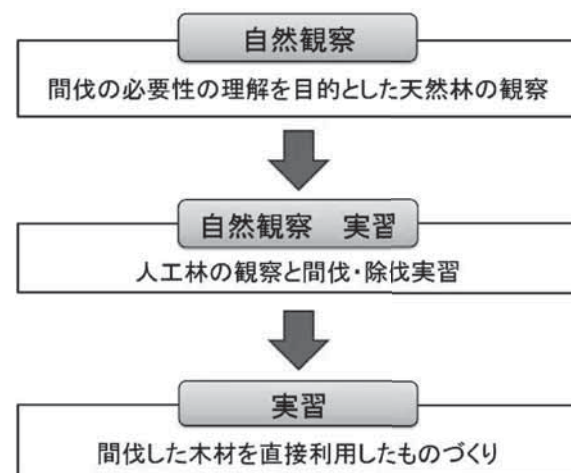 自然観察
間伐の必要性の理解を目的とした天然林の観察
自然観察　実習
人工林の観察と間伐・除伐実習
実習
間伐した木材を直接利用したものづくり